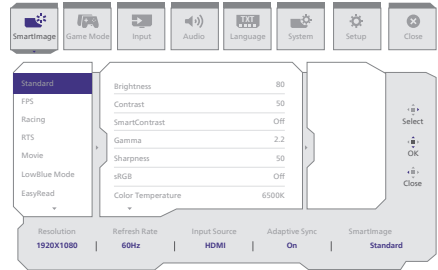 SmartImage
Game Mode
Input
Audio
TXT
Language
System
Setup
Close
Standard
FPS
Racing
RTS
Movie
LowBlue Mode
EasyRead
Brightness 80
Contrast 50
SmartContrast Off
Gamma 2.2
Sharpness 50
sRGB Off
Color Temperature 6500K
Select
OK
Close
Resolution Refresh Rate Input Source Adaptive Sync SmartImage
1920X1080 | 60Hz | HDMI | On | Standard